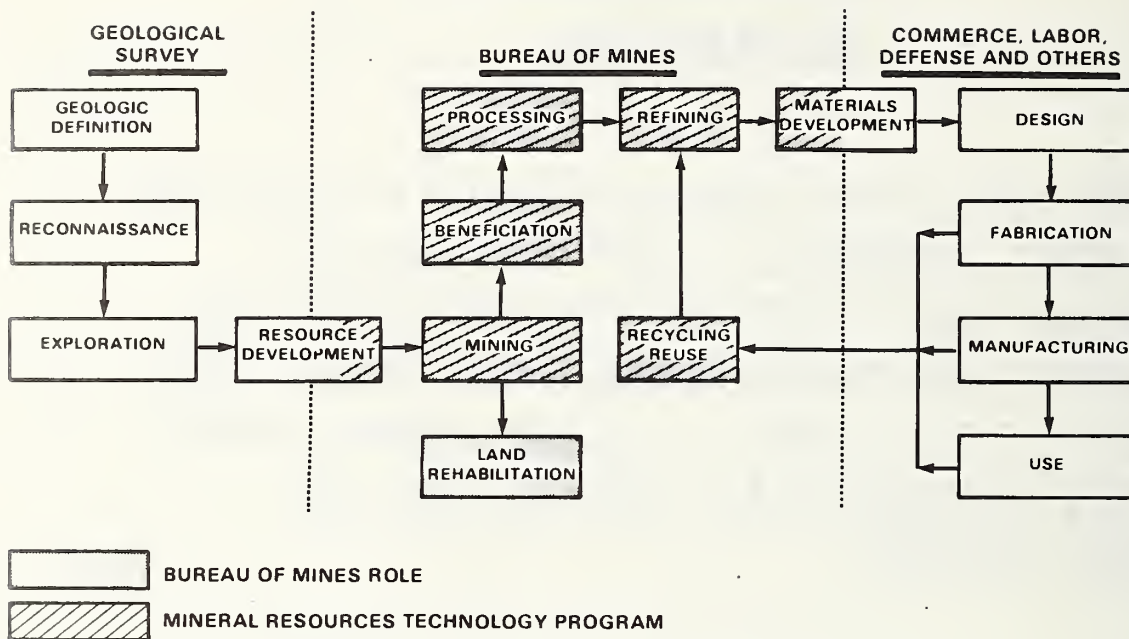 GEOLOGICAL
SURVEY
BUREAU OF MINES
COMMERCE, LABOR,
DEFENSE AND OTHERS
GEOLOGIC
DEFINITION
RECONNAISSANCE
EXPLORATION
RESOURCE
DEVELOPMENT
PROCESSING
BENEFICIATION
MINING
LAND
REHABILITATION
REFINING
RECYCLING
REUSE
MATERIALS
DEVELOPMENT
DESIGN
FABRICATION
MANUFACTURING
USE
BUREAU OF MINES ROLE
MINERAL RESOURCES TECHNOLOGY PROGRAM